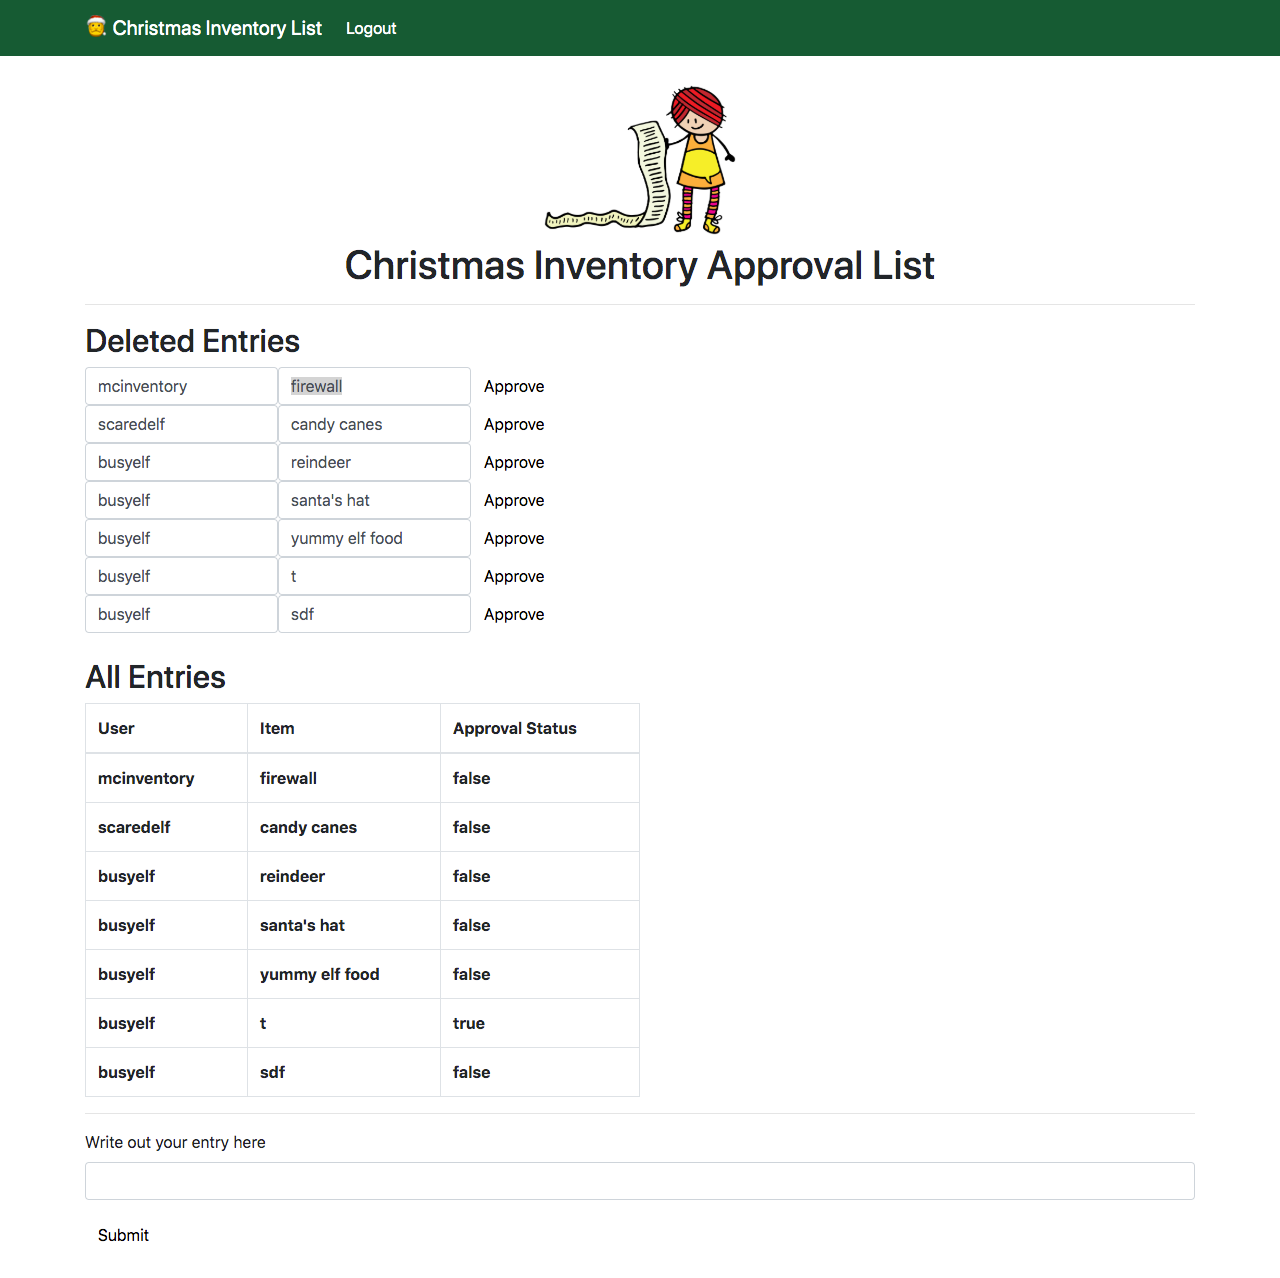 Christmas Inventory List Logout
Christmas Inventory Approval List
Deleted Entries
mcinventory firewall Approve
scaredelf candy canes Approve
busyelf reindeer Approve
busyelf santa's hat Approve
busyelf yummy elf food Approve
busyelf t Approve
busyelf sdf Approve
All Entries
User Item Approval Status
mcinventory firewall false
scaredelf candy canes false
busyelf reindeer false
busyelf santa's hat false
busyelf yummy elf food false
busyelf t true
busyelf sdf false
Write out your entry here
Submit